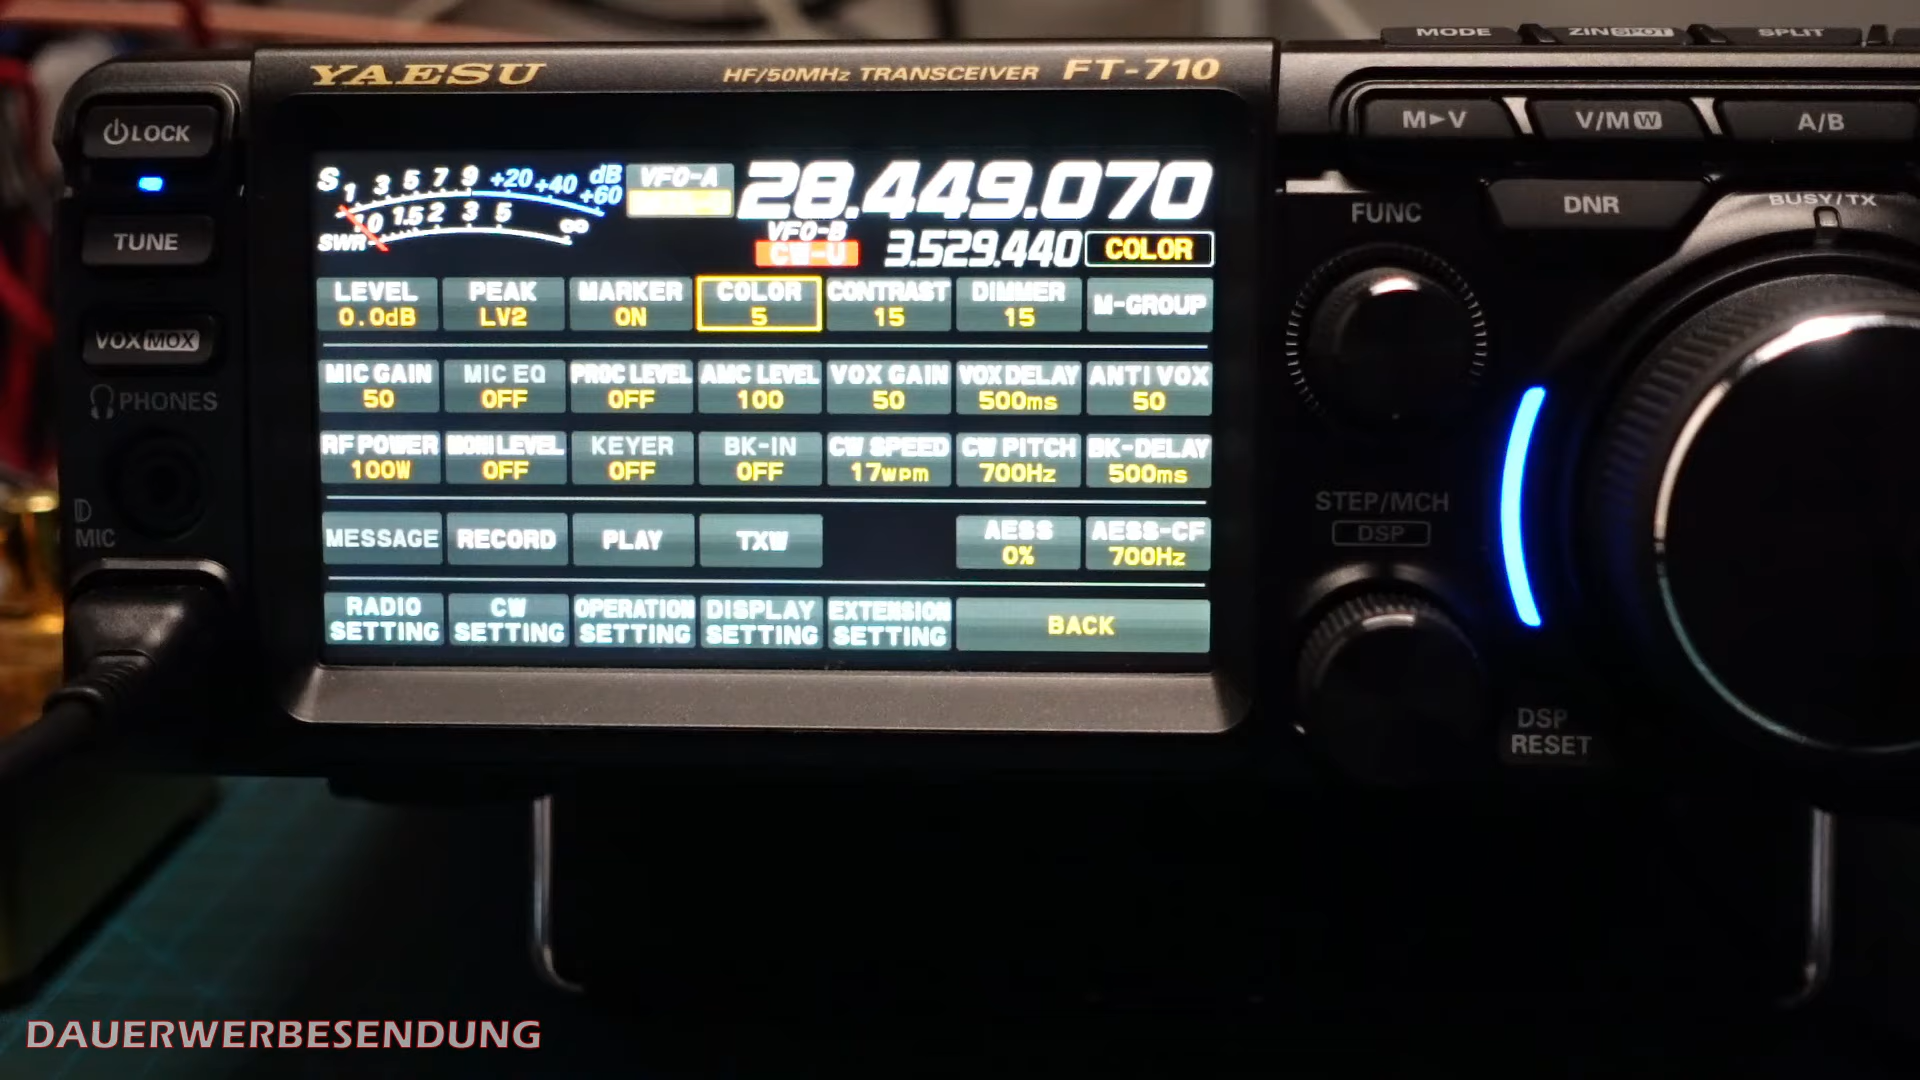 MODE ZIN SPOT SPLIT
YAESU HF/50MHz TRANSCEIVER FT-710
LOCK
M►V V/M W A/B
S 1 3 5 7 9 +20 +40 +60 dB
VFO-A 28.449.070
0 1.5 2 3 5 ∞
SWR
VFO-B
CW-U 3.529.440 COLOR
FUNC DNR BUSY/TX
TUNE
LEVEL PEAK MARKER COLOR CONTRAST DIMMER M-GROUP
0.0dB LV2 ON 5 15 15
VOX MOX
MIC GAIN MIC EQ PROC LEVEL AMC LEVEL VOX GAIN VOX DELAY ANTI VOX
50 OFF OFF 100 50 500ms 50
PHONES
RF POWER MONI LEVEL KEYER BK-IN CW SPEED CW PITCH BK-DELAY
100W OFF OFF OFF 17wpm 700Hz 500ms
STEP/MCH
DSP
MIC
MESSAGE RECORD PLAY TXW AESS AESS-CF
0% 700Hz
RADIO SETTING CW SETTING OPERATION SETTING DISPLAY SETTING EXTENSION SETTING BACK
DSP
RESET
DAUERWERBESENDUNG